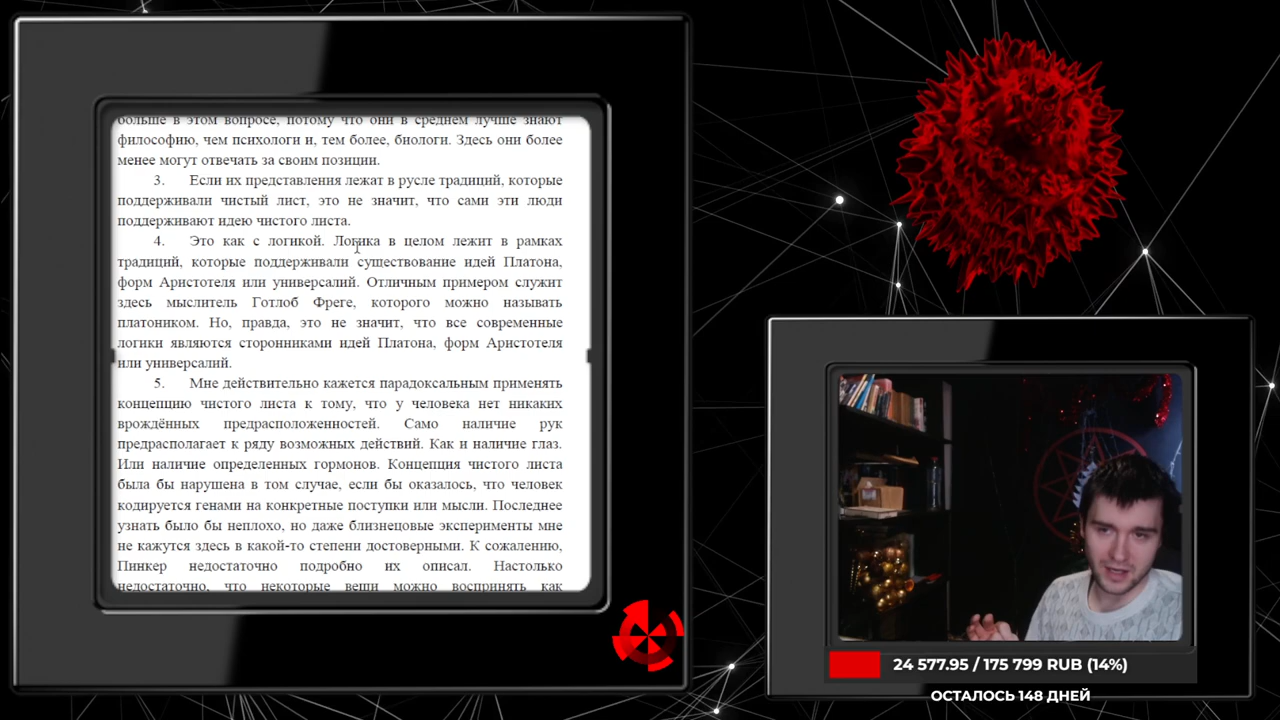 больше в этом вопросе, потому что они в среднем лучше знают
философию, чем психологи и, тем более, биологи. Здесь они более
менее могут отвечать за своим позиции.
3. Если их представления лежат в русле традиций, которые
поддерживали чистый лист, это не значит, что сами эти люди
поддерживают идею чистого листа.
4. Это как с логикой. Логика в целом лежит в рамках
традиций, которые поддерживали существование идей Платона,
форм Аристотеля или универсалий. Отличным примером служит
здесь мыслитель Готлоб Фреге, которого можно называть
платоником. Но, правда, это не значит, что все современные
логики являются сторонниками идей Платона, форм Аристотеля
или универсалий.
5. Мне действительно кажется парадоксальным применять
концепцию чистого листа к тому, что у человека нет никаких
врождённых предрасположенностей. Само наличие рук
предрасполагает к ряду возможных действий. Как и наличие глаз.
Или наличие определенных гормонов. Концепция чистого листа
была бы нарушена в том случае, если бы оказалось, что человек
кодируется генами на конкретные поступки или мысли. Последнее
узнать было бы неплохо, но даже близнецовые эксперименты мне
не кажутся здесь в какой-то степени достоверными. К сожалению,
Пинкер недостаточно подробно их описал. Настолько
недостаточно, что некоторые вещи можно воспринять как
24 577.95 / 175 799 RUB (14%)
ОСТАЛОСЬ 148 ДНЕЙ